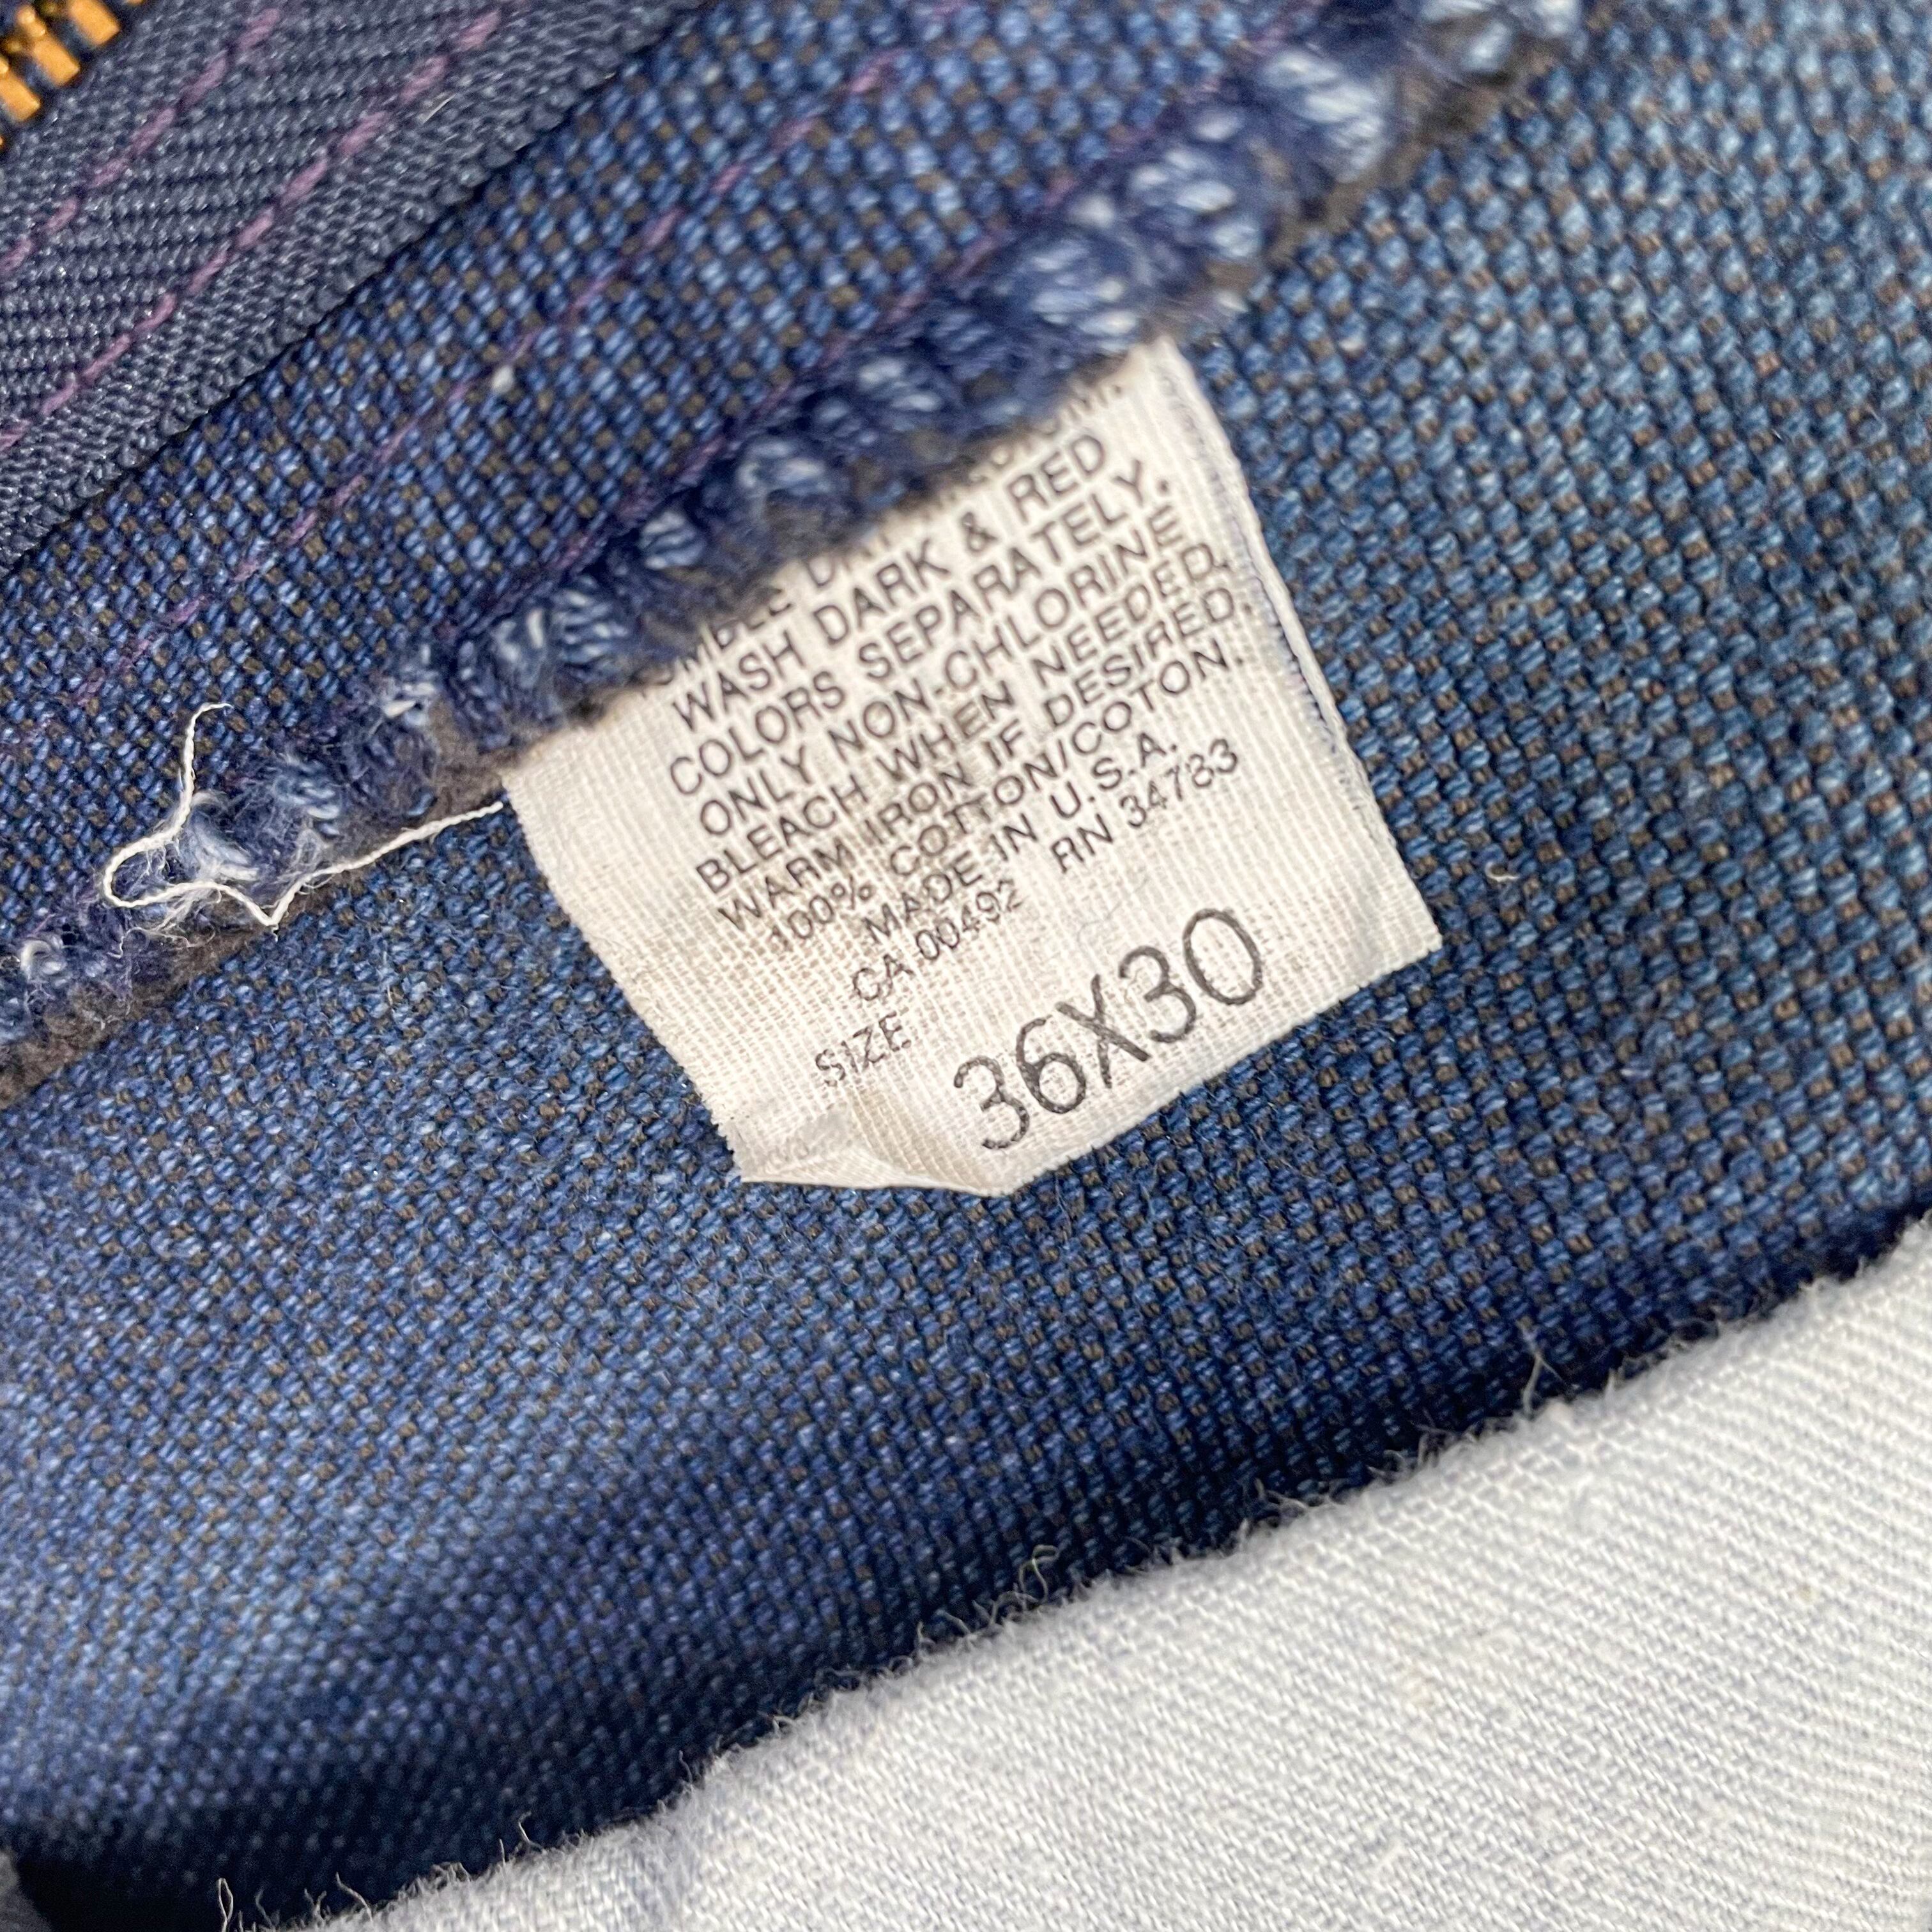 WASH DARK & RED
COLORS SEPARATELY.
ONLY NON-CHLORINE
BLEACH WHEN NEEDED.
WARM IRON IF DESIRED.
100% COTTON/COTON.
MADE IN U.S.A.
CA 00492 RN 34783
SIZE 36X30